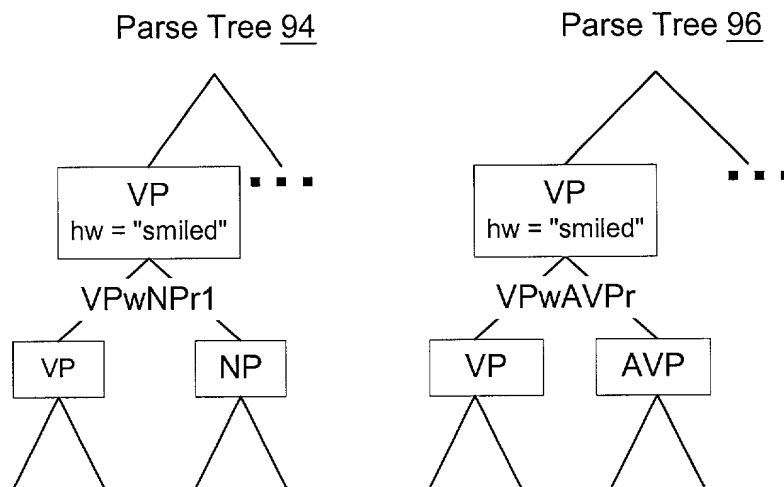 Parse Tree 94
VP
hw = "smiled"
VPwNPr1
VP
NP
Parse Tree 96
VP
hw = "smiled"
VPwAVPr
VP
AVP